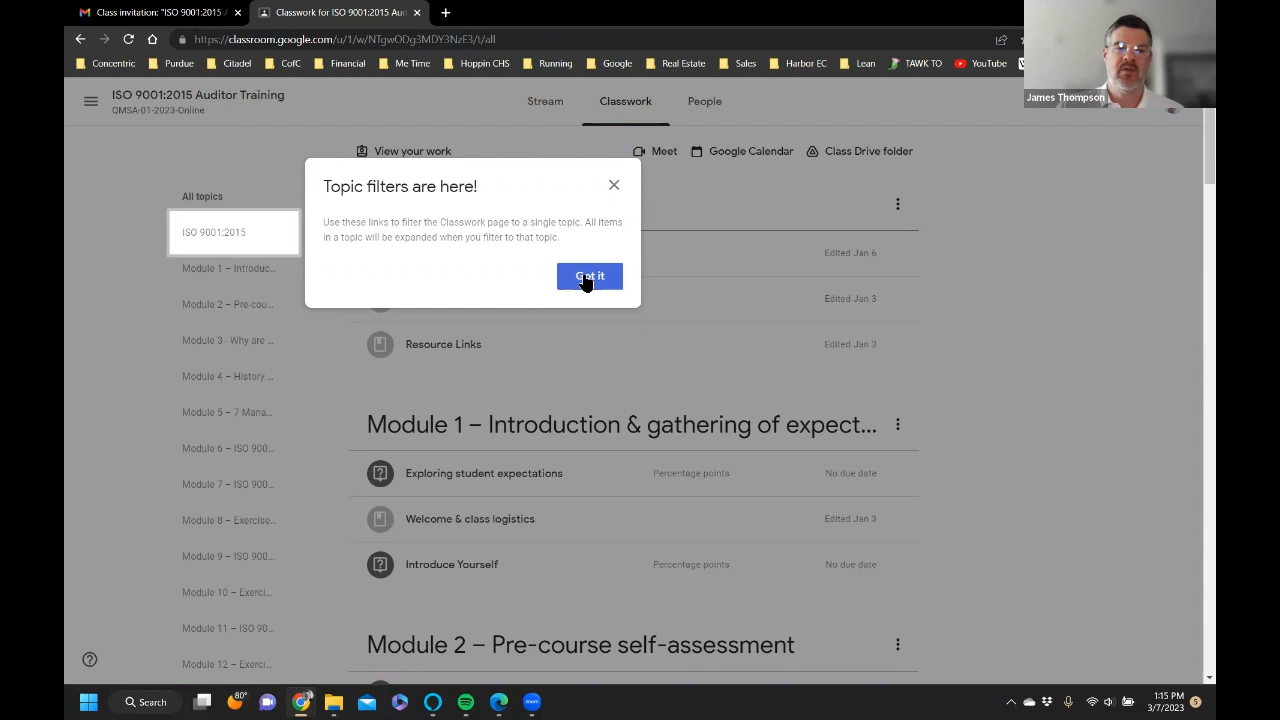 Class invitation: "ISO 9001:2015 A
Classwork for ISO 9001:2015 Aud
https://classroom.google.com/u/1/w/NTgwODg3MDY3NzE3/t/all
Concentric
Purdue
Citadel
CofC
Financial
Me Time
Hoppin CHS
Running
Google
Real Estate
Sales
Harbor EC
Lean
TAWK TO
YouTube
James Thompson
ISO 9001:2015 Auditor Training
QMSA-01-2023-Online
Stream
Classwork
People
View your work
Meet
Google Calendar
Class Drive folder
Topic filters are here!
Use these links to filter the Classwork page to a single topic. All items
in a topic will be expanded when you filter to that topic.
Got it
All topics
ISO 9001:2015
Module 1 – Introduc...
Module 2 – Pre-cou...
Module 3 - Why are ...
Module 4 – History ...
Module 5 – 7 Mana...
Module 6 – ISO 900...
Module 7 – ISO 900...
Module 8 – Exercise...
Module 9 – ISO 900...
Module 10 – Exerci...
Module 11 – ISO 90...
Module 12 – Exerci...
Edited Jan 6
Edited Jan 3
Resource Links
Edited Jan 3
Module 1 – Introduction & gathering of expect...
Exploring student expectations
Percentage points
No due date
Welcome & class logistics
Edited Jan 3
Introduce Yourself
Percentage points
No due date
Module 2 – Pre-course self-assessment
80°
Search
1:15 PM
3/7/2023
5